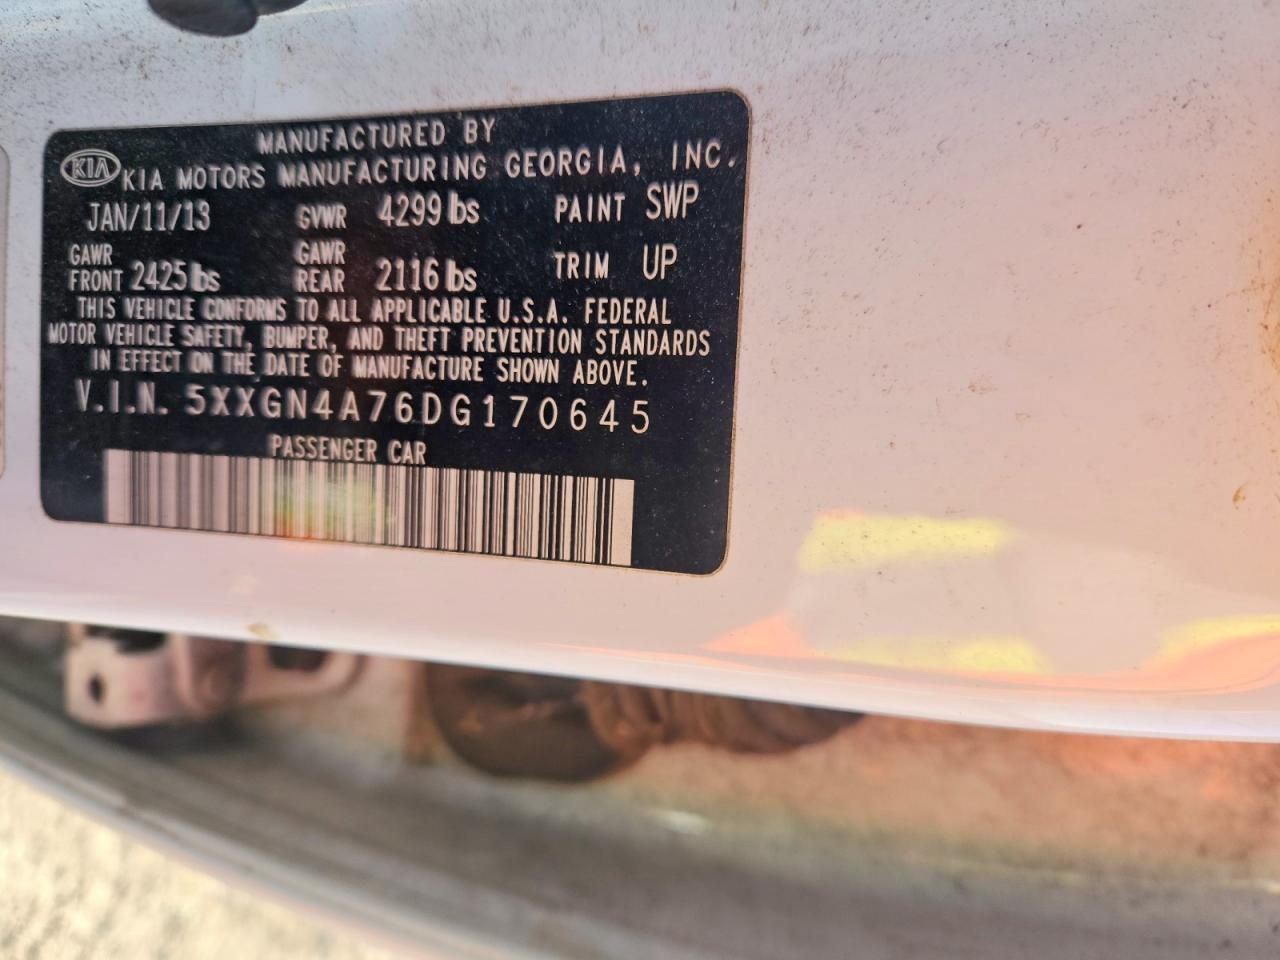 MANUFACTURED BY
KIA KIA MOTORS MANUFACTURING GEORGIA, INC.
JAN/11/13 GVWR 4299 lbs PAINT SWP
GAWR FRONT 2425 lbs GAWR REAR 2116 lbs TRIM UP
THIS VEHICLE CONFORMS TO ALL APPLICABLE U.S.A. FEDERAL
MOTOR VEHICLE SAFETY, BUMPER, AND THEFT PREVENTION STANDARDS
IN EFFECT ON THE DATE OF MANUFACTURE SHOWN ABOVE.
V.I.N. 5XXGN4A76DG170645
PASSENGER CAR